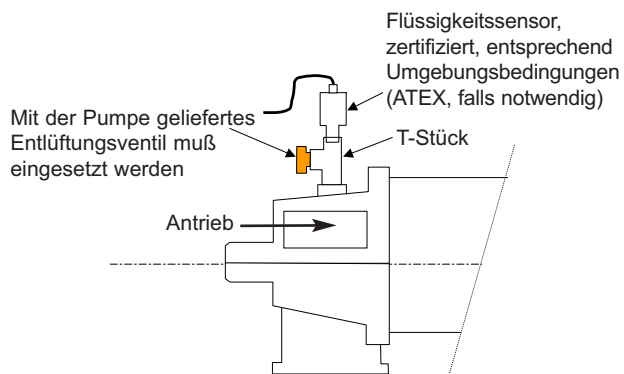 Flüssigkeitssensor,
zertifiziert, entsprechend
Umgebungsbedingungen
(ATEX, falls notwendig)
Mit der Pumpe geliefertes
Entlüftungsventil muß
eingesetzt werden
T-Stück
Antrieb